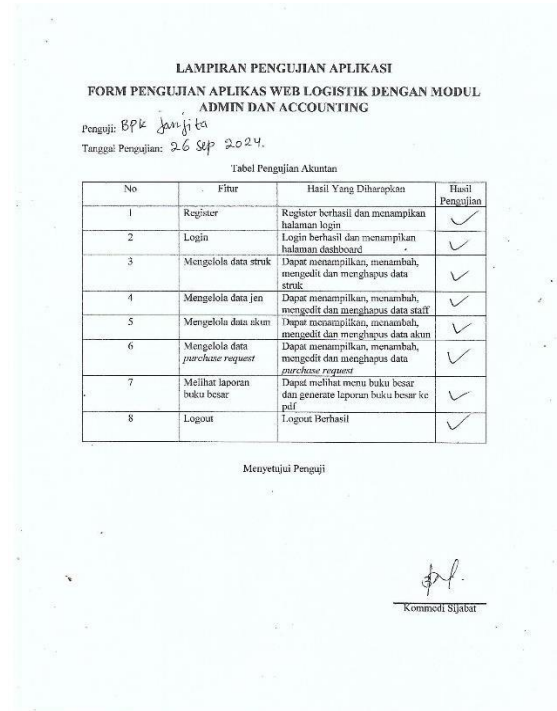 LAMPIRAN PENGUJIAN APLIKASI
FORM PENGUJIAN APLIKAS WEB LOGISTIK DENGAN MODUL
ADMIN DAN ACCOUNTING
Penguji: BPK Janjita
Tanggal Pengujian: 26 Sep 2024.
Tabel Pengujian Akuntan
No Fitur Hasil Yang Diharapkan Hasil
Pengujian
1 Register Register berhasil dan menampikan
halaman login
2 Login Login berhasil dan menampikan
halaman dashboard
3 Mengelola data struk Dapat menampilkan, menambah,
mengedit dan menghapus data
struk
4 Mengelola data jen Dapat menampilkan, menambah,
mengedit dan menghapus data staff
5 Mengelola data akun Dapat menampilkan, menambah,
mengedit dan menghapus data akun
6 Mengelola data Dapat menampilkan, menambah,
purchase request mengedit dan menghapus data
purchase request
7 Melihat laporan Dapat melihat menu buku besar
buku besar dan generate laporan buku besar ke
pdf
8 Logout Logout Berhasil
Menyetujui Penguji
Kommedi Sijabat